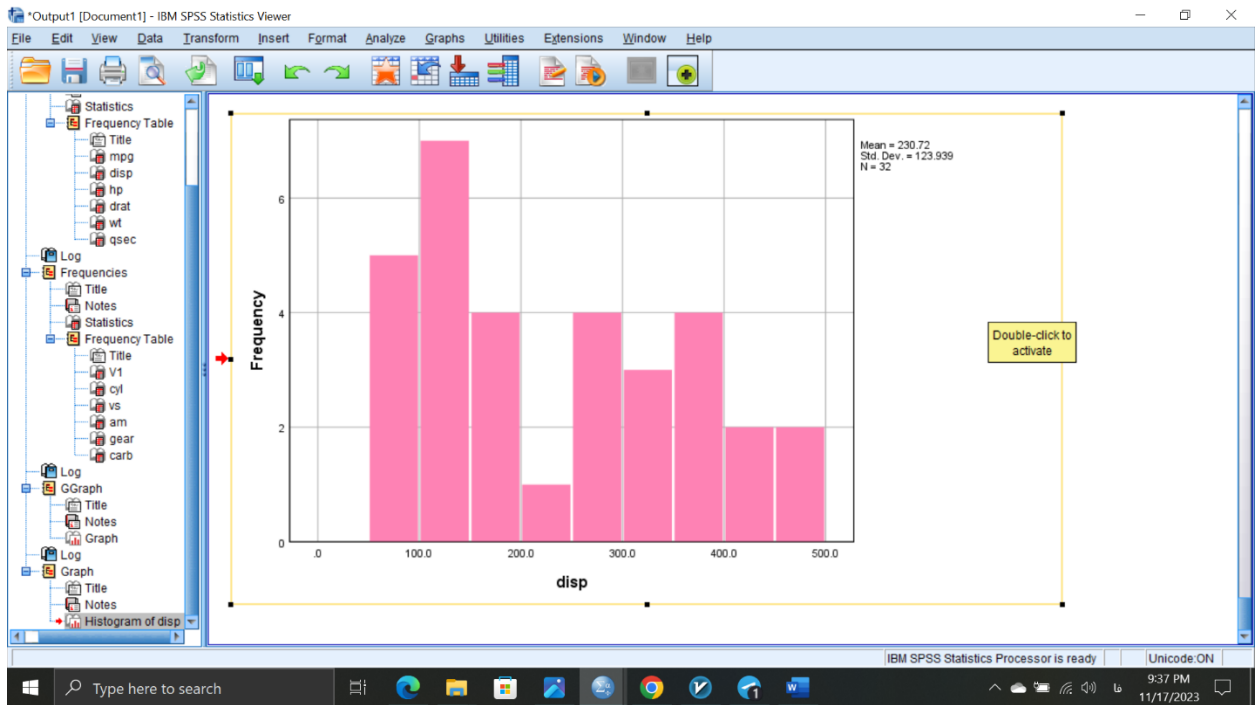 *Output1 [Document1] - IBM SPSS Statistics Viewer
File Edit View Data Transform Insert Format Analyze Graphs Utilities Extensions Window Help
Statistics
Frequency Table
Title
mpg
disp
hp
drat
wt
qsec
Log
Frequencies
Title
Notes
Statistics
Frequency Table
Title
V1
cyl
vs
am
gear
carb
Log
GGraph
Title
Notes
Graph
Log
Graph
Title
Notes
Histogram of disp
Mean = 230.72
Std. Dev. = 123.939
N = 32
6
4
2
0
Frequency
.0 100.0 200.0 300.0 400.0 500.0
disp
Double-click to
activate
IBM SPSS Statistics Processor is ready Unicode:ON
Type here to search
فا
9:37 PM
11/17/2023